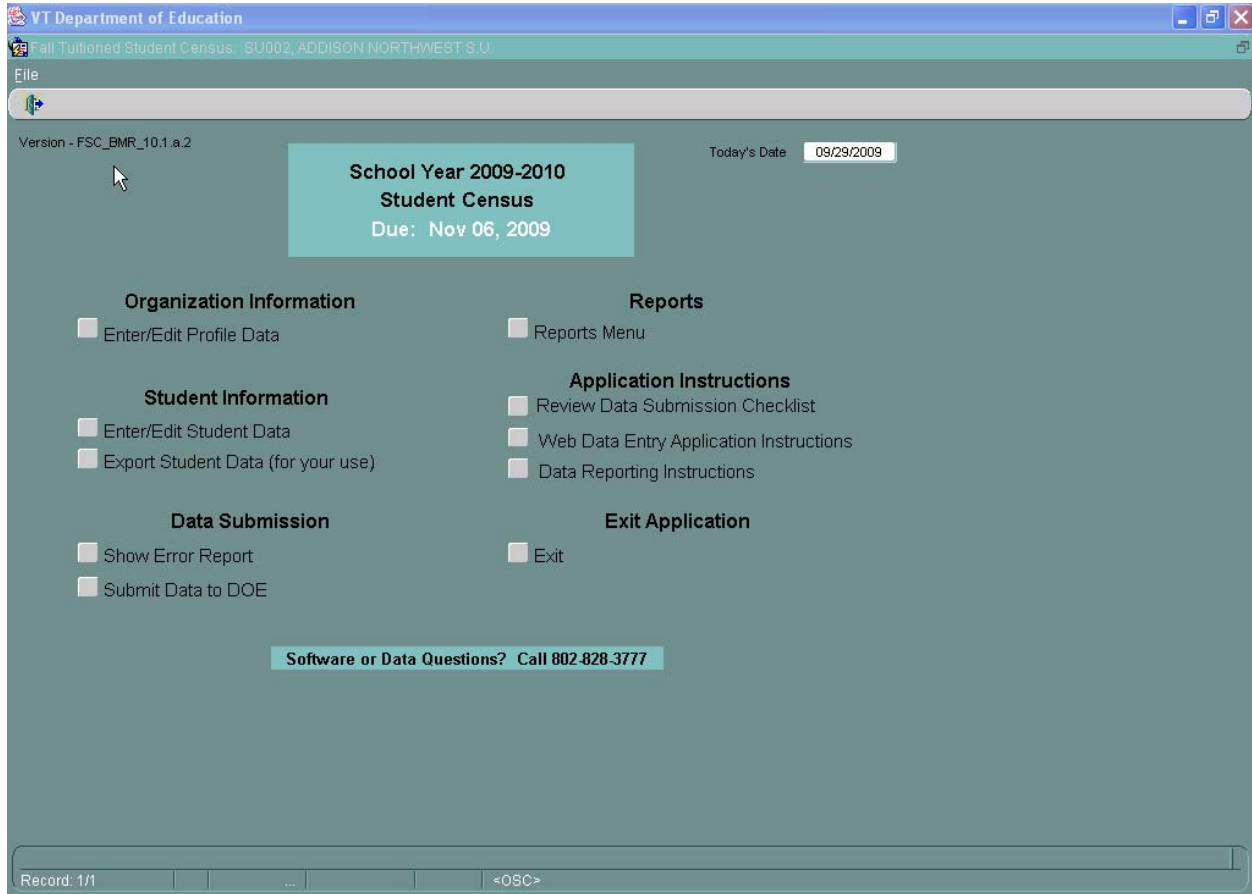 VT Department of Education
Fall Tuitioned Student Census: SU002, ADDISON NORTHWEST S.U.
File
Version - FSC_BMR_10.1.a.2
Today's Date 09/29/2009
School Year 2009-2010
Student Census
Due: Nov 06, 2009
Organization Information
Enter/Edit Profile Data
Student Information
Enter/Edit Student Data
Export Student Data (for your use)
Data Submission
Show Error Report
Submit Data to DOE
Reports
Reports Menu
Application Instructions
Review Data Submission Checklist
Web Data Entry Application Instructions
Data Reporting Instructions
Exit Application
Exit
Software or Data Questions? Call 802-828-3777
Record: 1/1 ... <OSC>